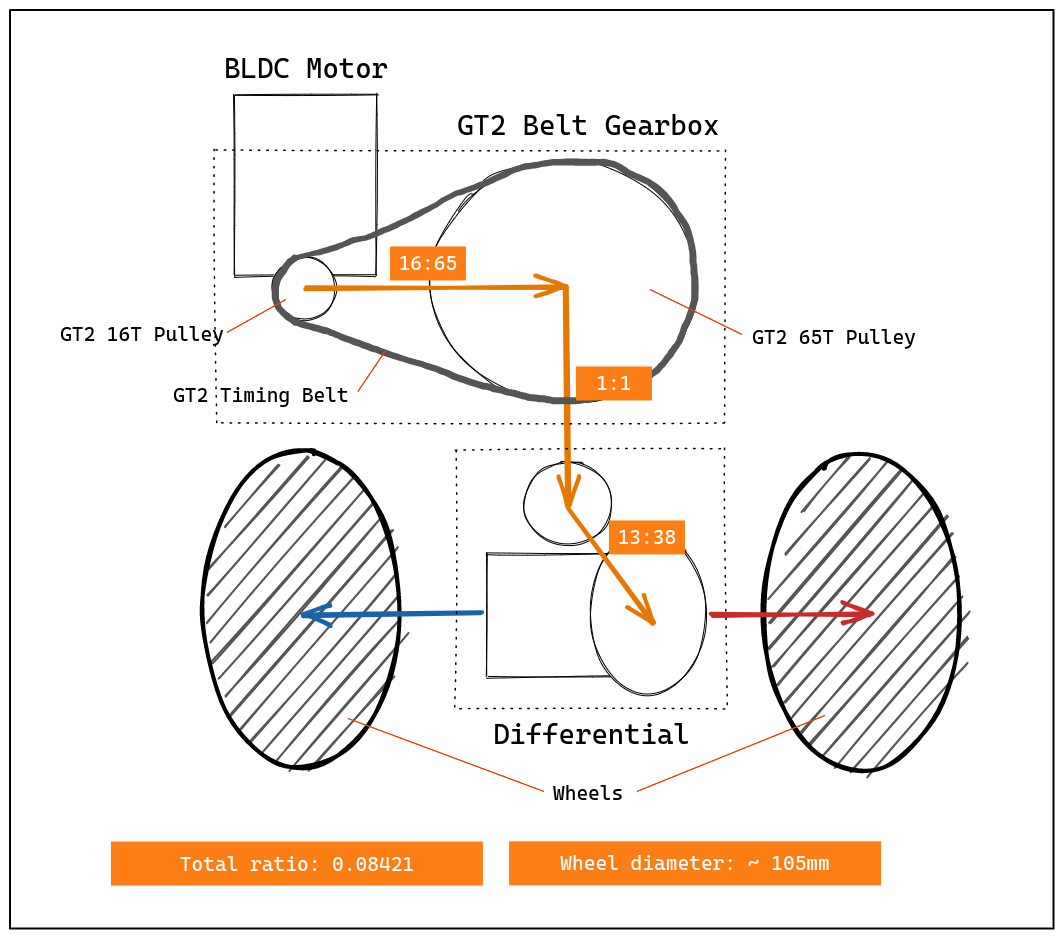 BLDC Motor
GT2 Belt Gearbox
16:65
GT2 16T Pulley
GT2 65T Pulley
1:1
GT2 Timing Belt
13:38
Differential
Wheels
Total ratio: 0.08421
Wheel diameter: ~ 105mm